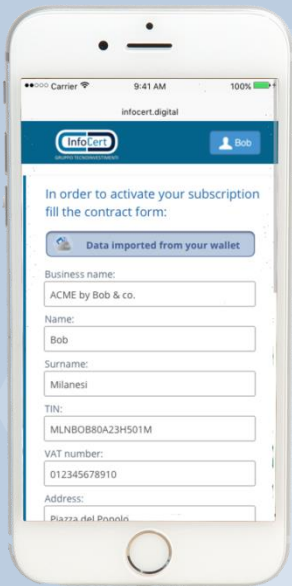 Carrier 9:41 AM 100%
infocert.digital
InfoCert
GRUPPO TECNOINVESTIMENTI
Bob
In order to activate your subscription
fill the contract form:
Data imported from your wallet
Business name:
ACME by Bob & co.
Name:
Bob
Surname:
Milanesi
TIN:
MLNBOB80A23H501M
VAT number:
012345678910
Address:
Piazza del Popolo